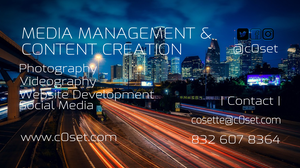 MEDIA MANAGEMENT &
CONTENT CREATION
@c0set
Photography
Videography
Website Development
Social Media
| Contact |
cosette@c0set.com
www.c0set.com
832 607 8364